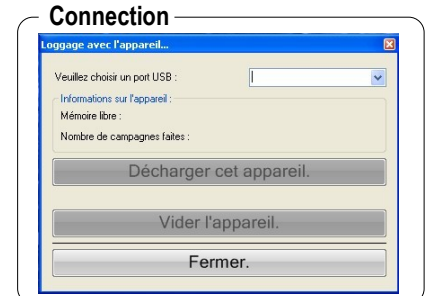 Connection
Loggage avec l'appareil...
Veuillez choisir un port USB :
Informations sur l'appareil :
Mémoire libre :
Nombre de campagnes faites :
Décharger cet appareil.
Vider l'appareil.
Fermer.